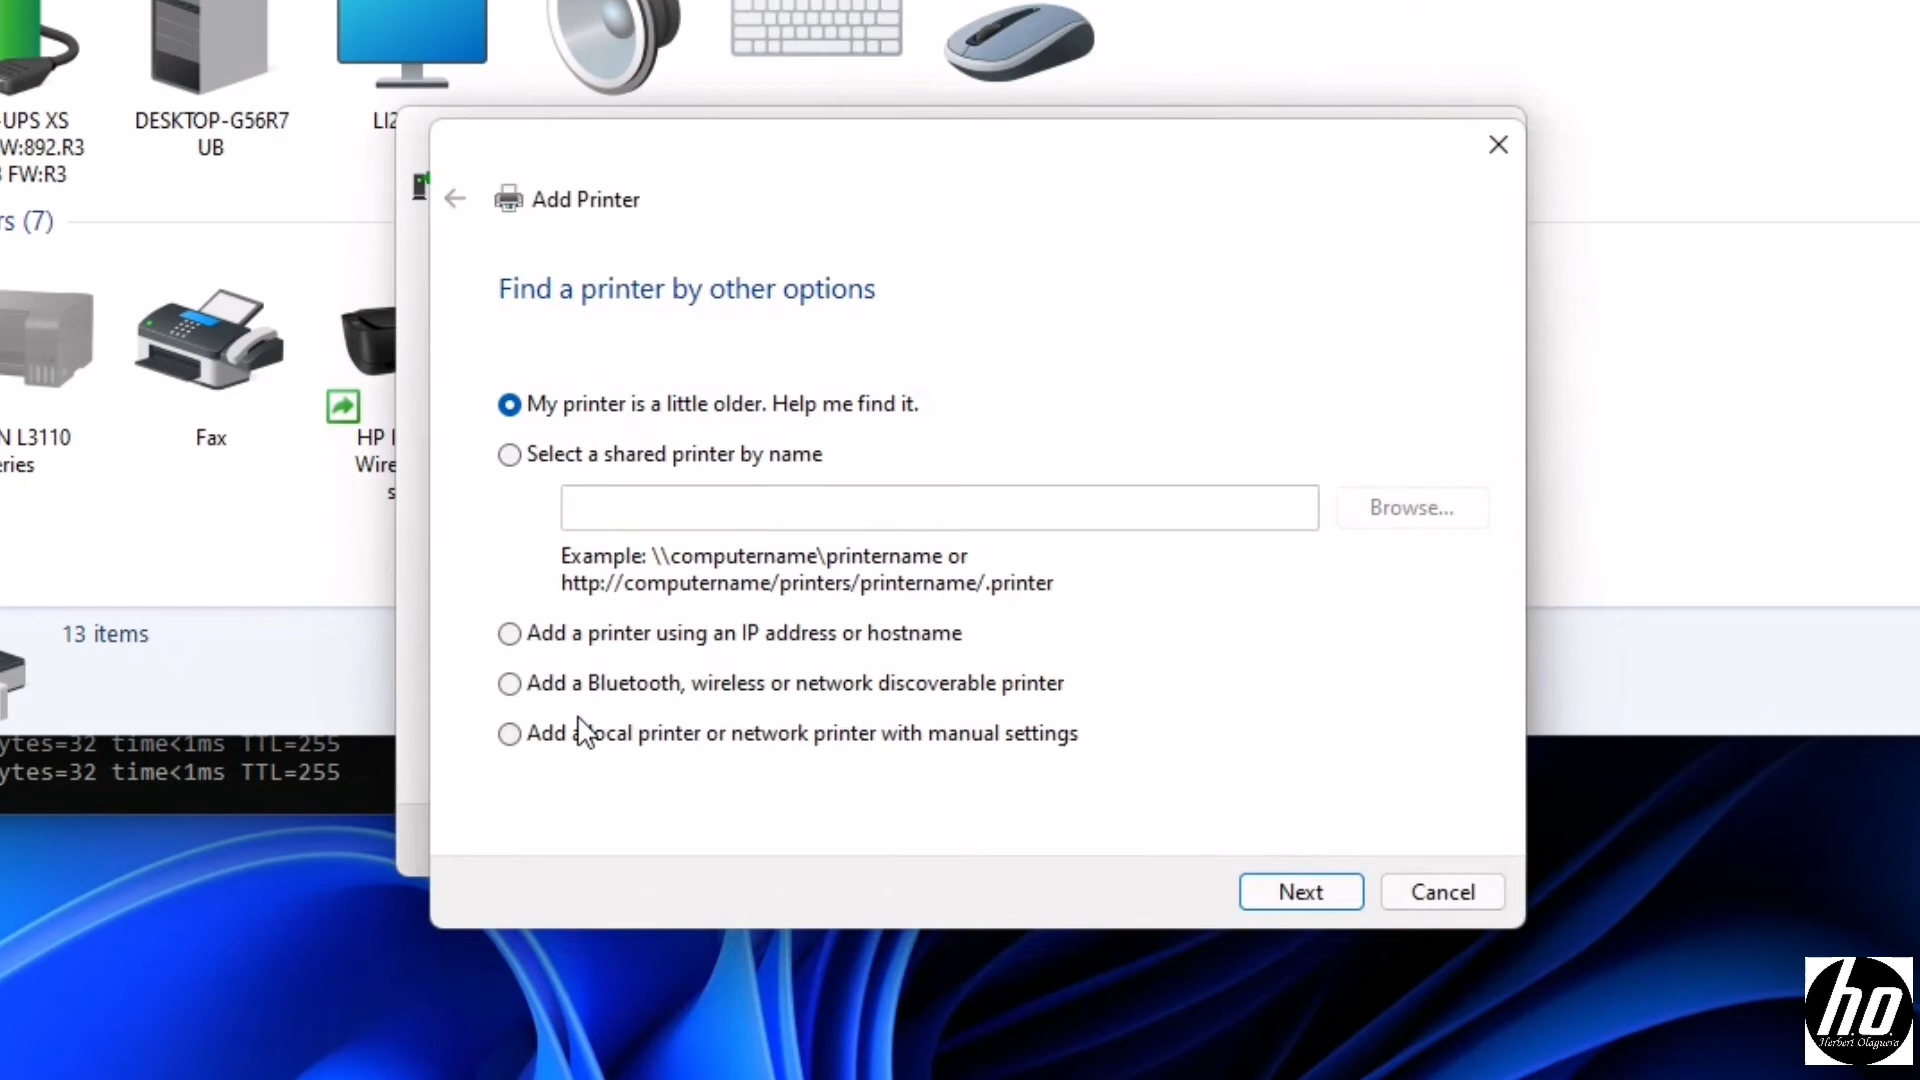 -UPS XS
W:892.R3
FW:R3
DESKTOP-G56R7
UB
LI2
rs (7)
N L3110
eries
Fax
HP I
Wire
s
13 items
ytes=32 time<1ms TTL=255
ytes=32 time<1ms TTL=255
Add Printer
Find a printer by other options
My printer is a little older. Help me find it.
Select a shared printer by name
Browse...
Example: \\computername\printername or
http://computername/printers/printername/.printer
Add a printer using an IP address or hostname
Add a Bluetooth, wireless or network discoverable printer
Add a local printer or network printer with manual settings
Next
Cancel
h.o.
Herbert Olaguera